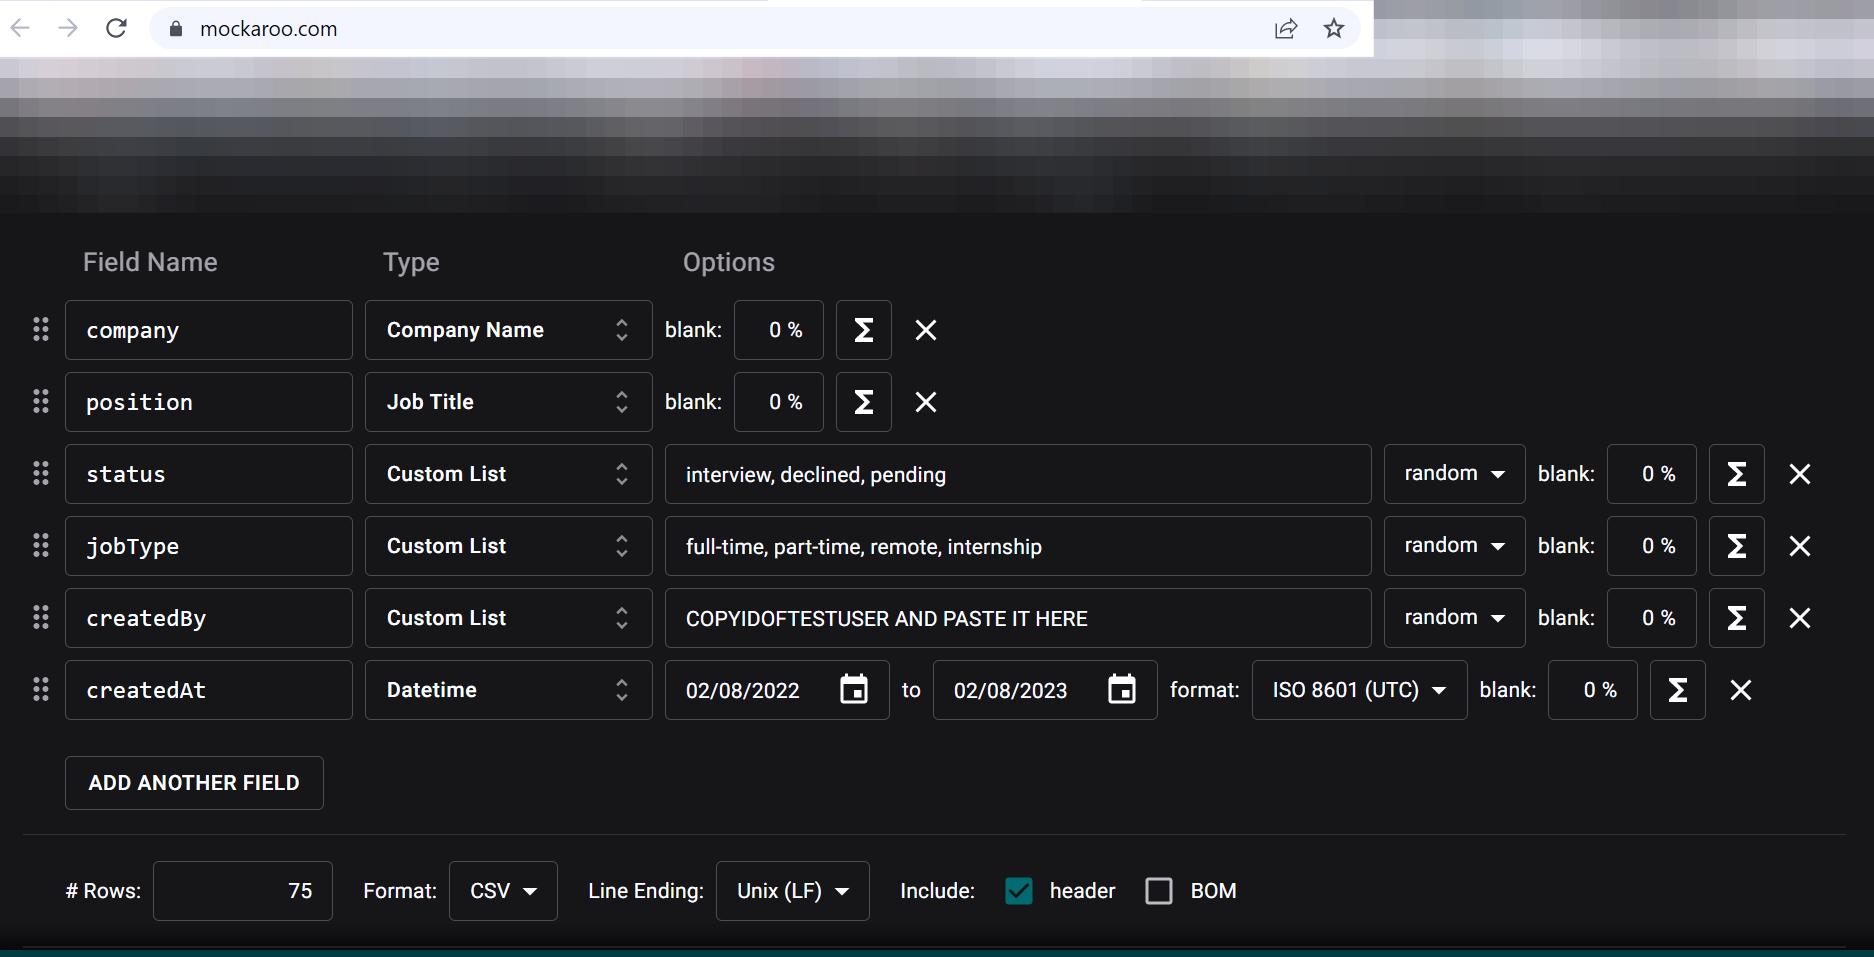 mockaroo.com
Field Name Type Options
company Company Name blank: 0 % Σ
position Job Title blank: 0 % Σ
status Custom List interview, declined, pending random blank: 0 % Σ
jobType Custom List full-time, part-time, remote, internship random blank: 0 % Σ
createdBy Custom List COPYIDOFTESTUSER AND PASTE IT HERE random blank: 0 % Σ
createdAt Datetime 02/08/2022 to 02/08/2023 format: ISO 8601 (UTC) blank: 0 % Σ
ADD ANOTHER FIELD
# Rows: 75 Format: CSV Line Ending: Unix (LF) Include: header BOM